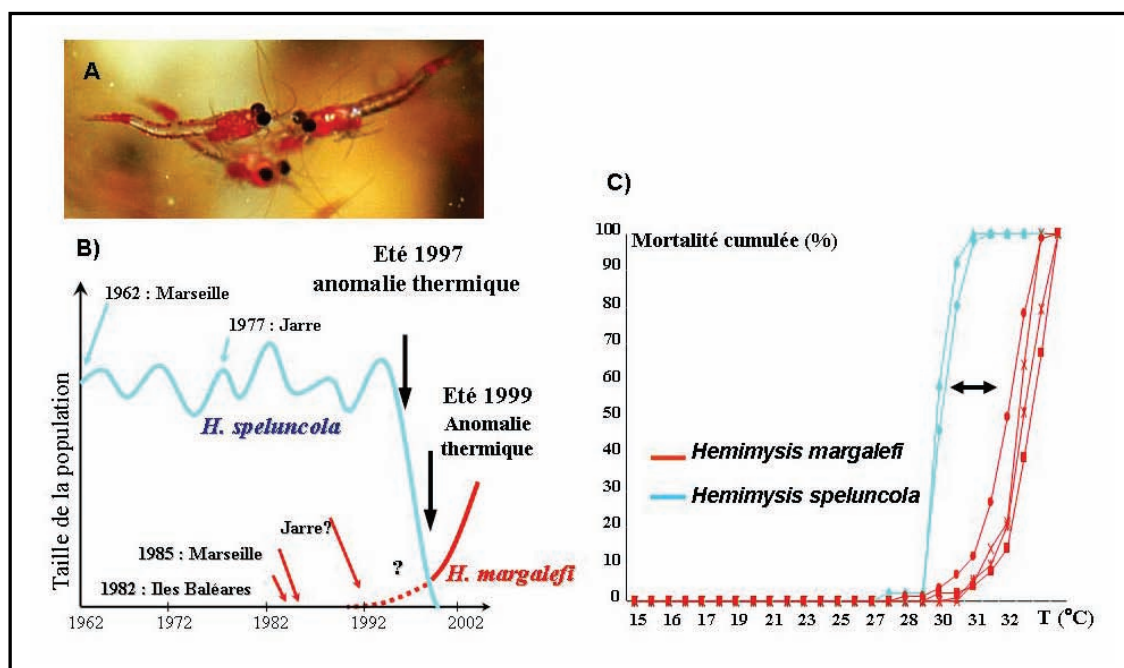 A
B)
Eté 1997
anomalie thermique
1962 : Marseille
1977 : Jarre
Eté 1999
Anomalie
thermique
H. speluncola
Jarre?
1985 : Marseille
?
1982 : Iles Baléares
H. margalefi
Taille de la population
1962
1972
1982
1992
2002
C)
Mortalité cumulée (%)
100
90
80
70
60
50
40
30
20
10
0
Hemimysis margalefi
Hemimysis speluncola
15 16 17 19 21 23 25 27 28 29 30 31 32 T (°C)